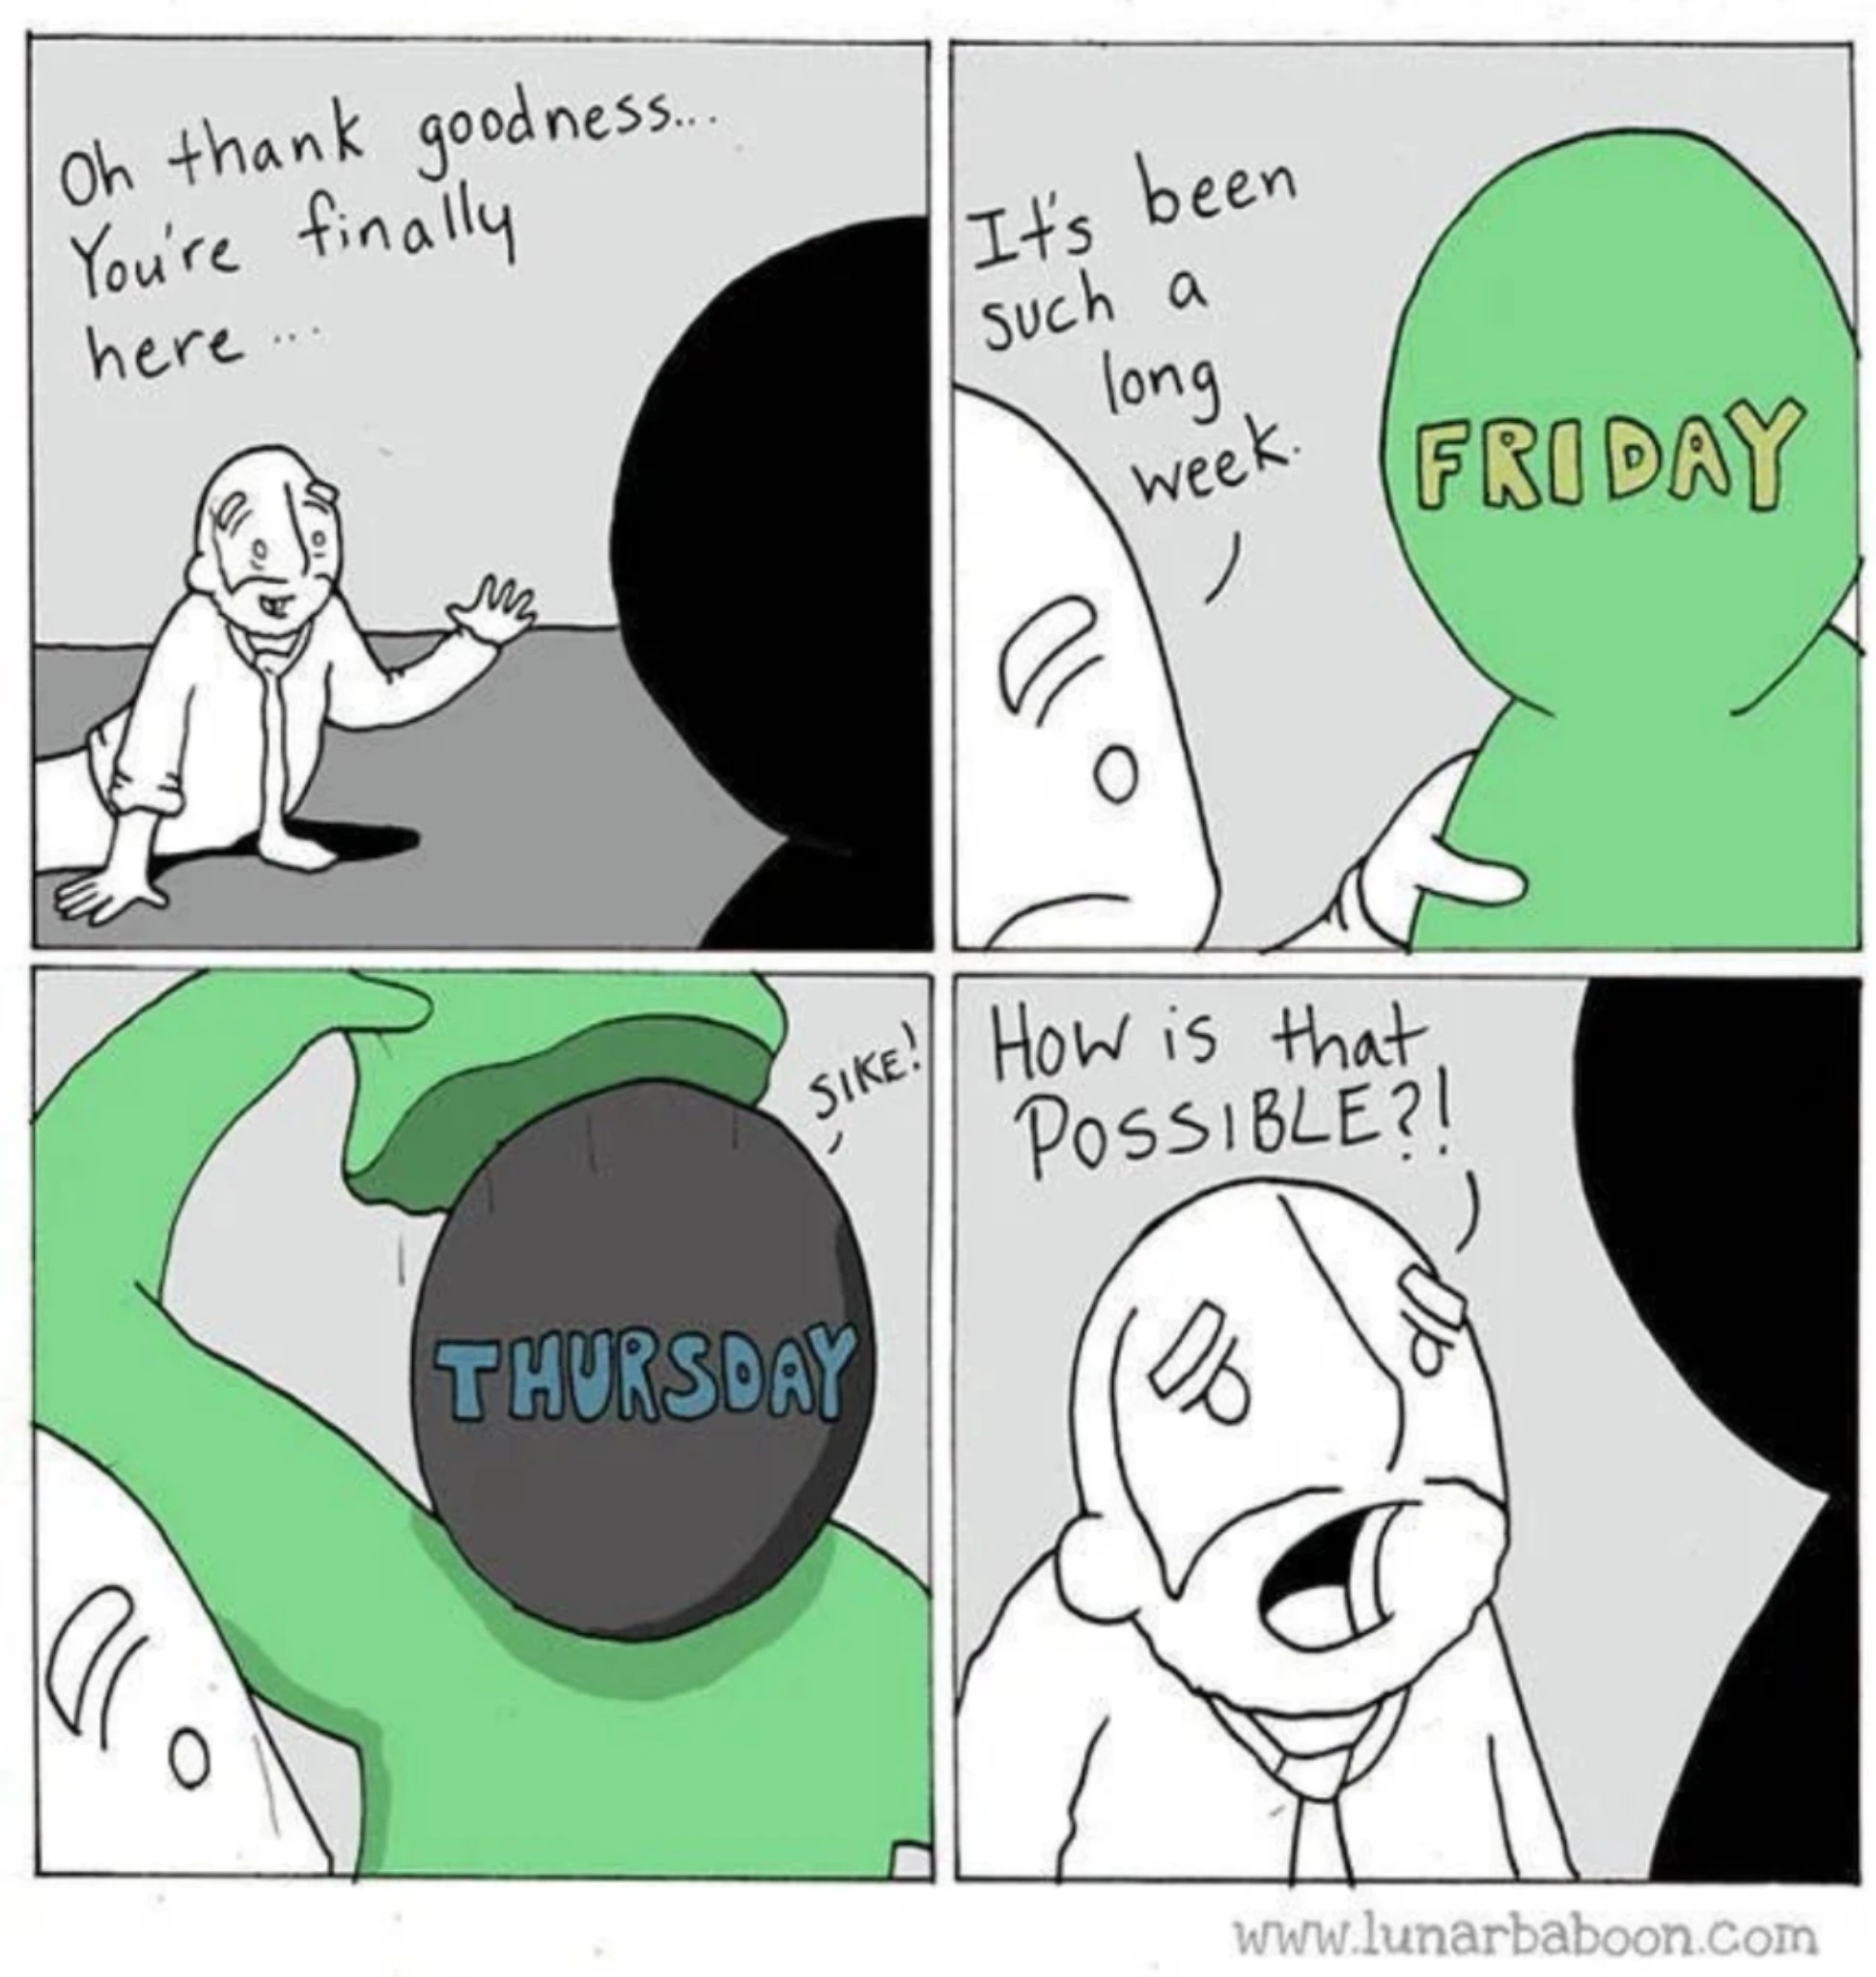 Oh thank goodness...
You're finally
here...
It's been
such a
long
week.
FRIDAY
SIKE!
THURSDAY
How is that
POSSIBLE?!
www.lunarbaboon.com